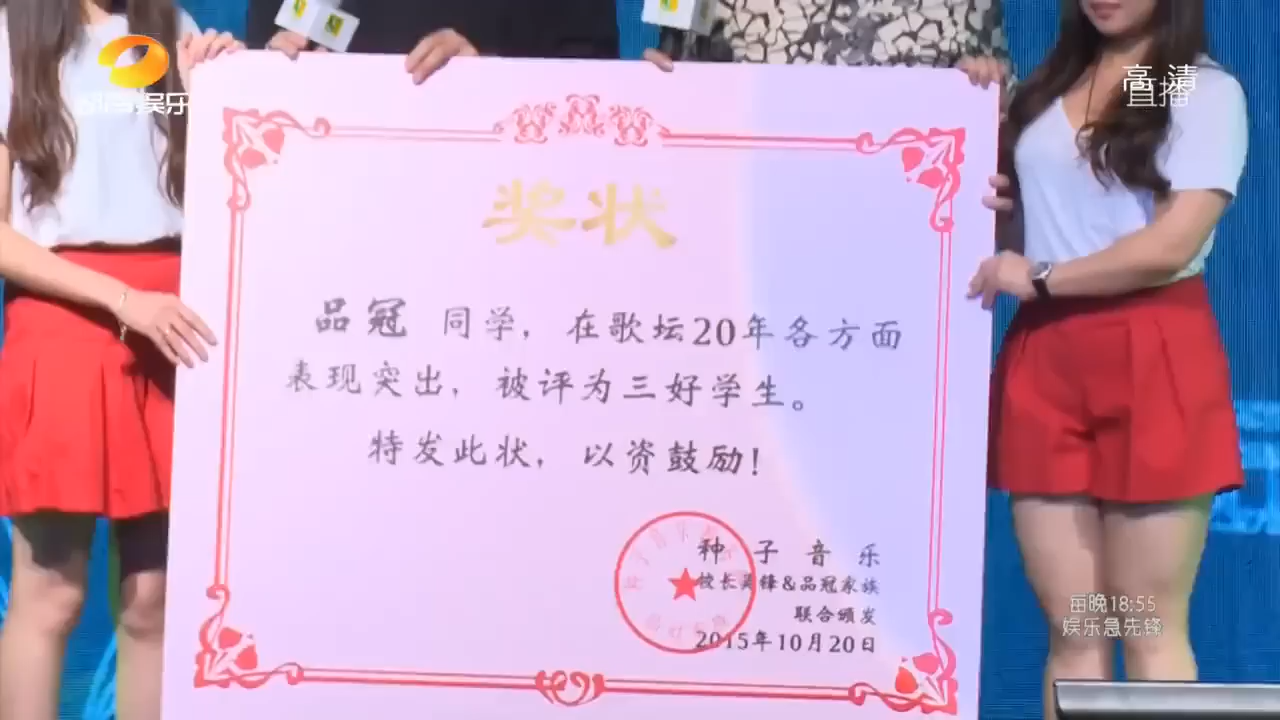 高清
直播
娱乐
奖状
品冠 同学，在歌坛20年各方面
表现突出，被评为三好学生。
特发此状，以资鼓励！
种子音乐
校长吴锋&品冠家族
联合颁发
2015年10月20日
每晚18:55
娱乐急先锋